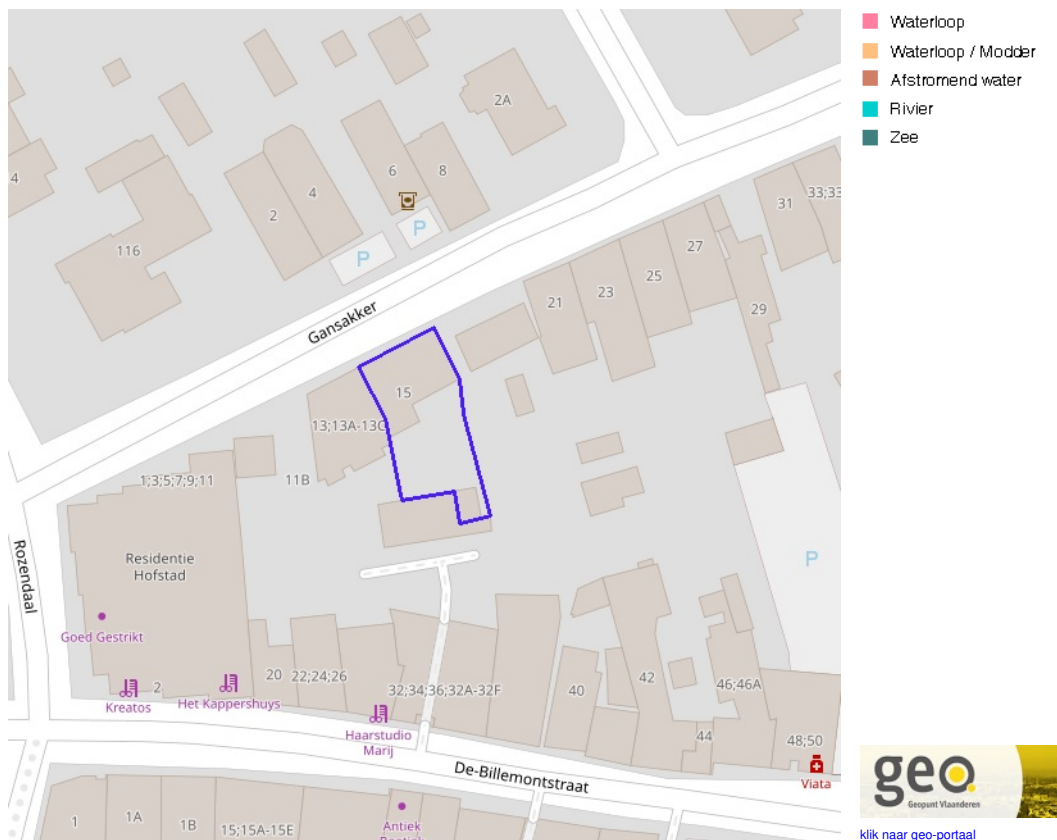 Waterloop
Waterloop / Modder
Afstromend water
Rivier
Zee
2A
6
8
4
4
2
116
P
P
33;33
31
27
25
23
21
29
Gansakker
15
13;13A-13C
1;3;5;7;9;11
11B
Rozendaal
Residentie
Hofstad
P
Goed Gestrikt
20
22;24;26
32;34;36;32A-32F
40
42
46;46A
2
Kreatos
Het Kappershuys
Haarstudio
Marij
44
48;50
De-Billemontstraat
Viata
1
1A
1B
15;15A-15E
Antiek
geo
Geopunt Vlaanderen
klik naar geo-portaal